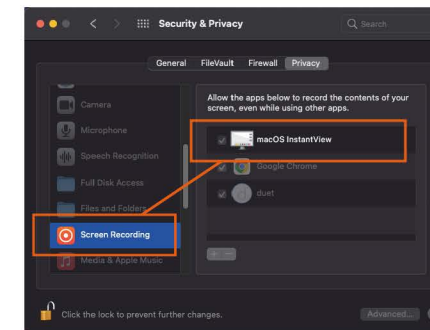 Security & Privacy
Search
General FileVault Firewall Privacy
Camera
Microphone
Speech Recognition
Full Disk Access
Files and Folders
Screen Recording
Media & Apple Music
Allow the apps below to record the contents of your
screen, even while using other apps.
macOS InstantView
Google Chrome
duet
Click the lock to prevent further changes.
Advanced...